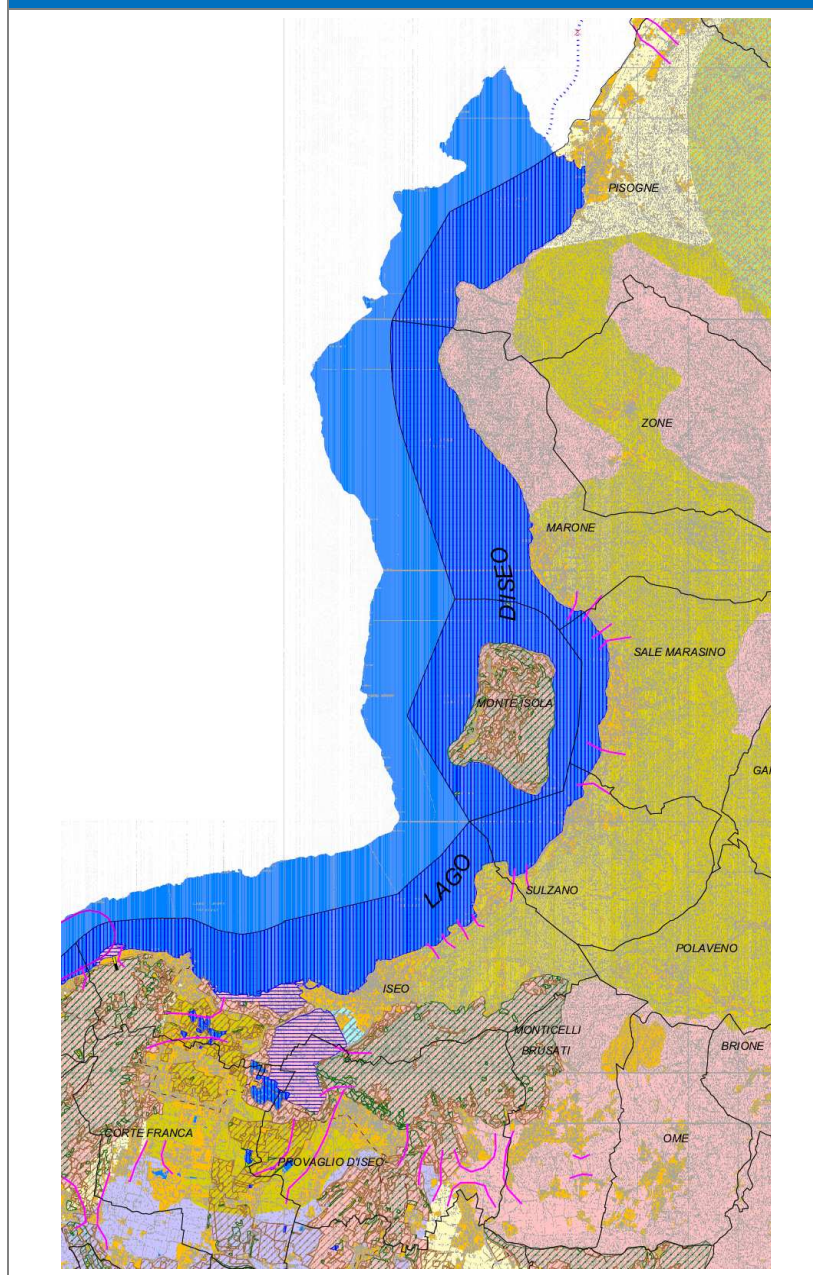 PISOGNE
ZONE
MARONE
D'ISEO
SALE MARASINO
MONTE ISOLA
LAGO
SULZANO
POLAVENO
ISEO
MONTICELLI
BRUSATI
BRIONE
CORTE FRANCA
PROVAGLIO D'ISEO
OME